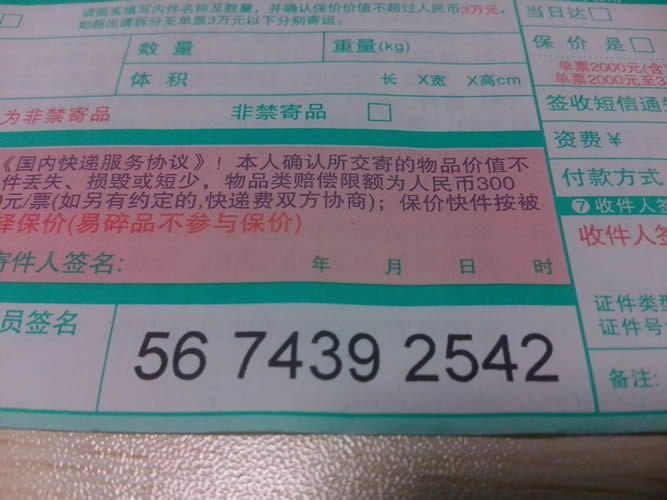 请据实填写内件名称及数量，并确认保价价值不超过人民币3万元，
如超出请拆分至单票3万元以下分别寄运。
当日达□
数量
重量(kg)
保价 是□
体积
长 X宽 X高cm
单票2000元(含
单票2000元至3
签收短信通
为非禁寄品
非禁寄品 □
资费￥
付款方式
《国内快递服务协议》！本人确认所交寄的物品价值不
件丢失、损毁或短少，物品类赔偿限额为人民币300
0元/票(如另有约定的,快递费双方协商)；保价快件按被
择保价(易碎品不参与保价)
❼收件人签
收件人签
寄件人签名:
年 月 日 时
证件类型
证件号
员签名
56 74392542
备注: